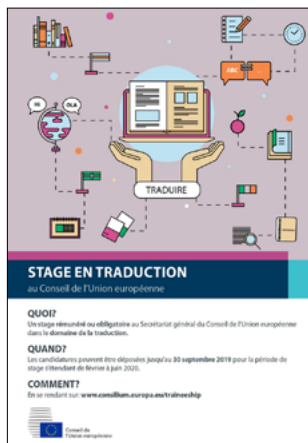 HI
OLA
ABC
TRADUIRE
STAGE EN TRADUCTION
au Conseil de l'Union européenne
QUOI?
Un stage rémunéré ou obligatoire au Secrétariat général du Conseil de l'Union européenne
dans le domaine de la traduction.
QUAND?
Les candidatures peuvent être déposées jusqu'au 30 septembre 2019 pour la période de
stage s'étendant de février à juin 2020.
COMMENT?
En se rendant sur: www.consilium.europa.eu/traineeship
Conseil de
l'Union européenne